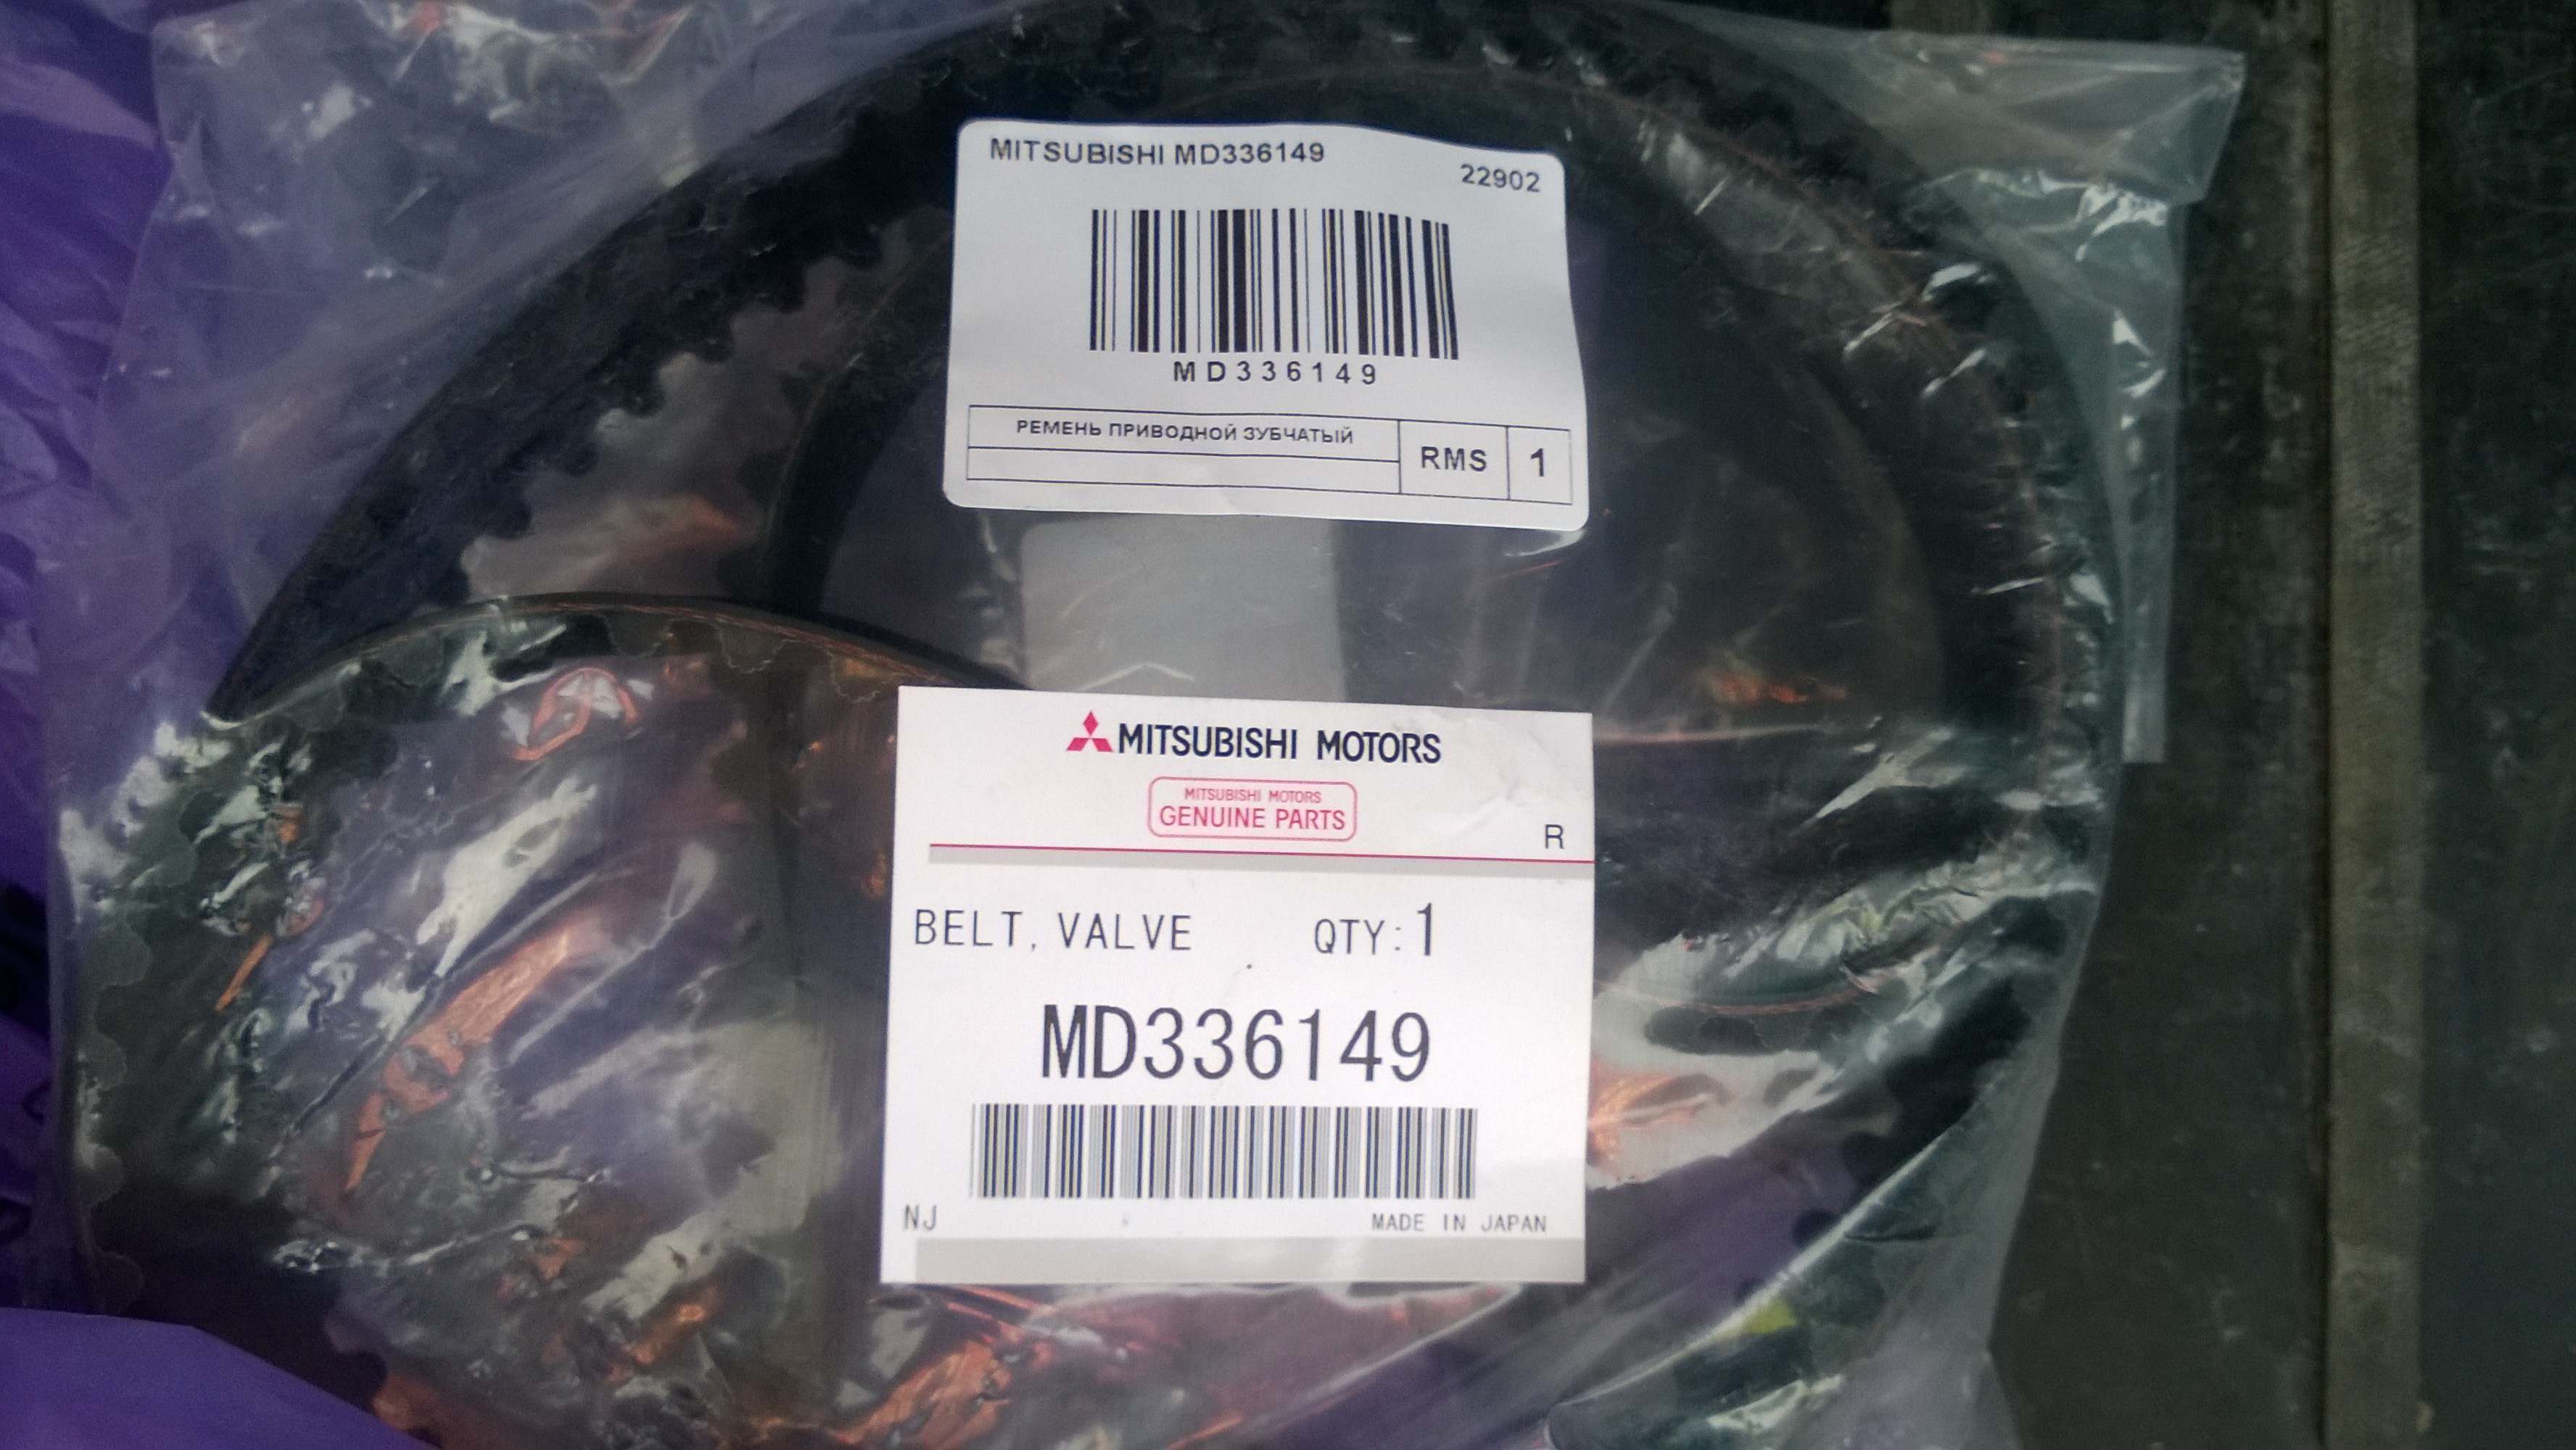 MITSUBISHI MD336149
22902
MD336149
РЕМЕНЬ ПРИВОДНОЙ ЗУБЧАТЫЙ
RMS 1
MITSUBISHI MOTORS
MITSUBISHI MOTORS
GENUINE PARTS
R
BELT, VALVE QTY:1
MD336149
NJ MADE IN JAPAN